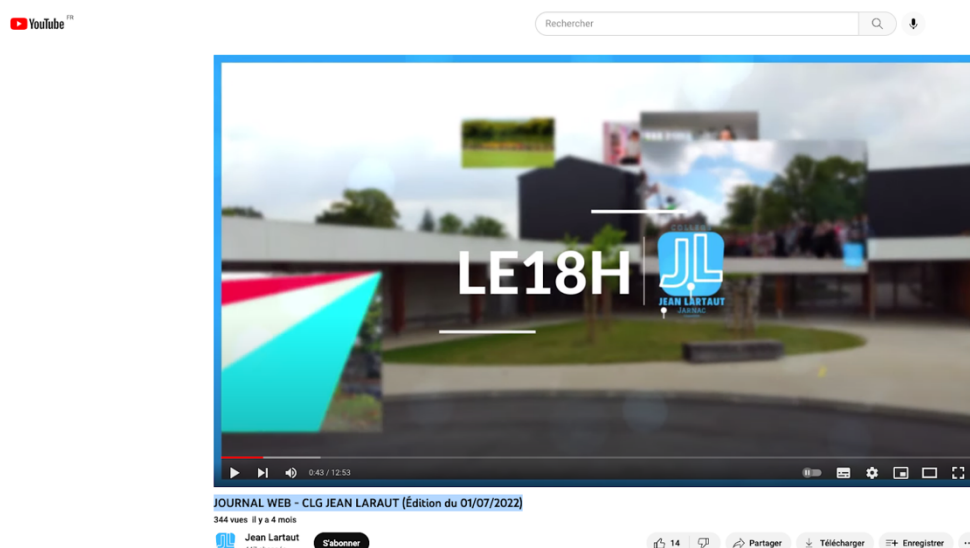 YouTube FR
Rechercher
COLLÈGE
LE18H
JL
JEAN LARTAUT
JARNAC
0:43 / 12:53
JOURNAL WEB - CLG JEAN LARAUT (Édition du 01/07/2022)
344 vues il y a 4 mois
Jean Lartaut
S'abonner
14
Partager
Télécharger
Enregistrer